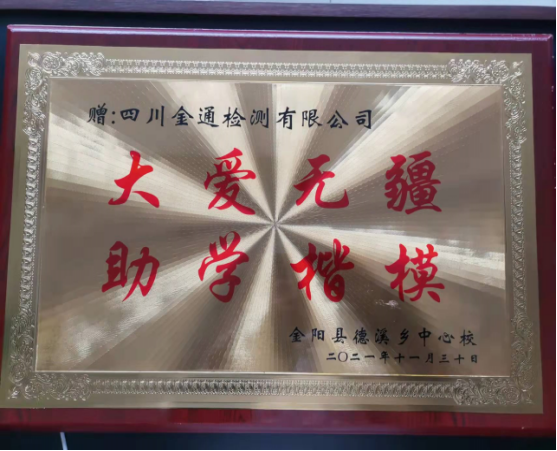 赠:四川金通检测有限公司
大爱无疆
助学楷模
金阳县德溪乡中心校
二〇二一年十一月三十日